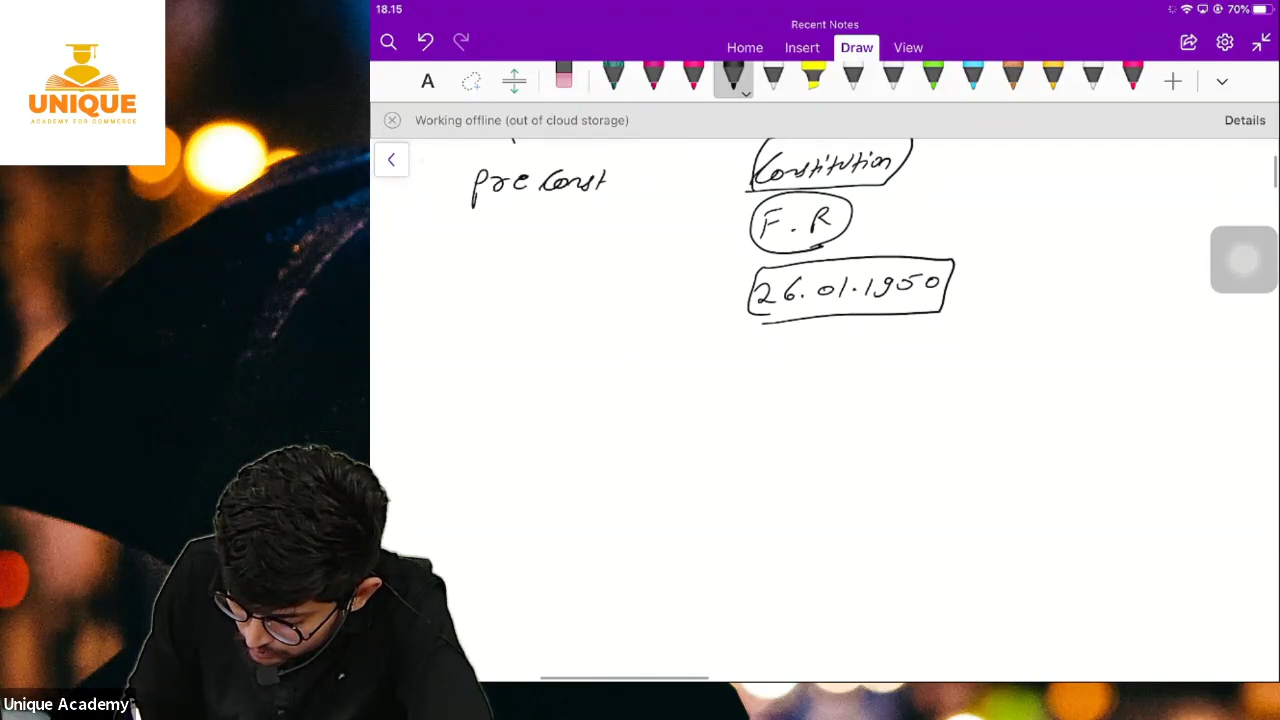 UNIQUE
ACADEMY FOR COMMERCE
18.15
Recent Notes
70%
Home Insert Draw View
A
Working offline (out of cloud storage)
Details
Constitution
Pre Const
F.R
26.01.1950
Unique Academy